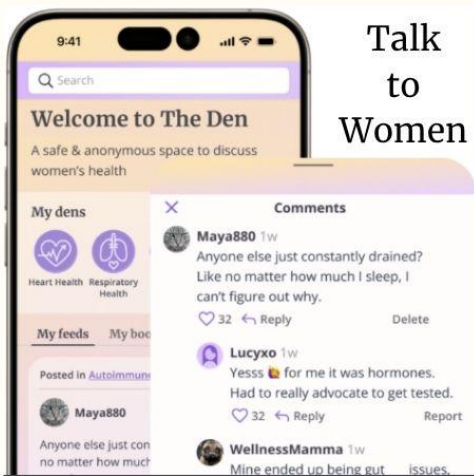 9:41
Talk
to
Women
Search
Welcome to The Den
A safe & anonymous space to discuss
women's health
My dens
Heart Health
Respiratory
Health
My feeds
My boo
Posted in Autoimmune
Maya880
Anyone else just con
no matter how much
Comments
Maya880 1w
Anyone else just constantly drained?
Like no matter how much I sleep, I
can't figure out why.
32 Reply Delete
Lucyxo 1w
Yesss for me it was hormones.
Had to really advocate to get tested.
32 Reply Report
WellnessMamma 1w
Mine ended up being gut issues,